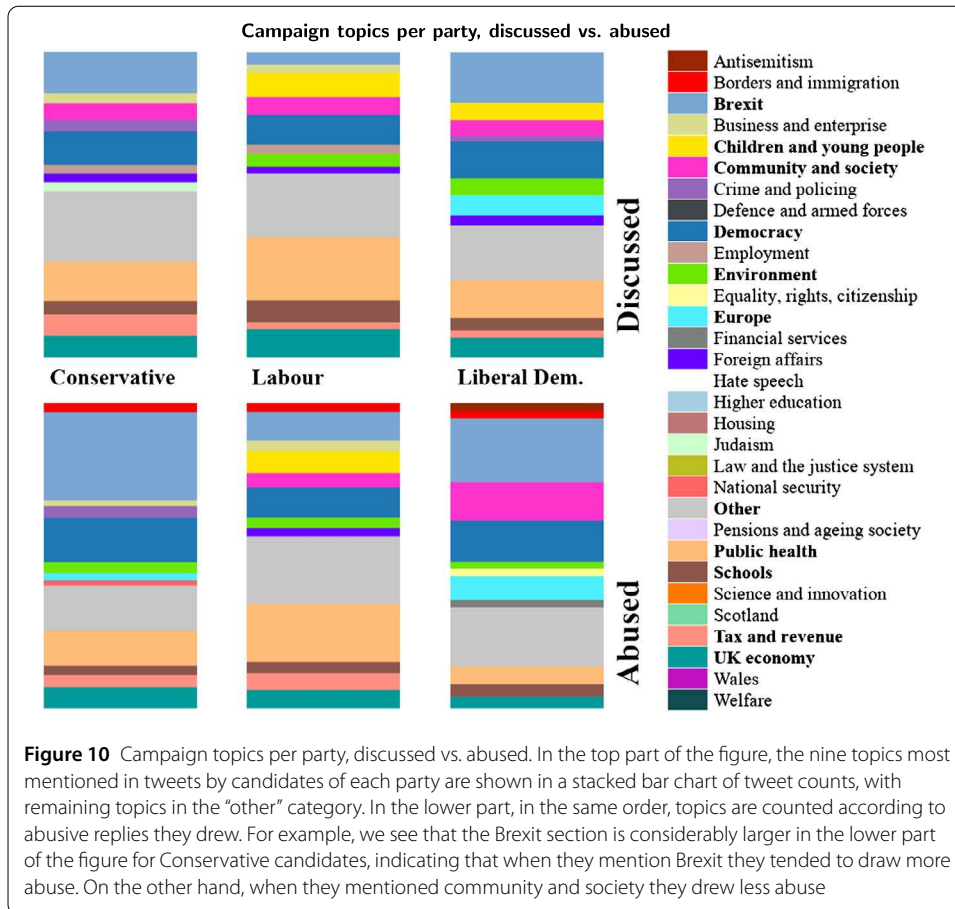 Campaign topics per party, discussed vs. abused
Discussed
Conservative
Labour
Liberal Dem.
Abused
Antisemitism
Borders and immigration
Brexit
Business and enterprise
Children and young people
Community and society
Crime and policing
Defence and armed forces
Democracy
Employment
Environment
Equality, rights, citizenship
Europe
Financial services
Foreign affairs
Hate speech
Higher education
Housing
Judaism
Law and the justice system
National security
Other
Pensions and ageing society
Public health
Schools
Science and innovation
Scotland
Tax and revenue
UK economy
Wales
Welfare
Figure 10 Campaign topics per party, discussed vs. abused. In the top part of the figure, the nine topics most
mentioned in tweets by candidates of each party are shown in a stacked bar chart of tweet counts, with
remaining topics in the “other” category. In the lower part, in the same order, topics are counted according to
abusive replies they drew. For example, we see that the Brexit section is considerably larger in the lower part
of the figure for Conservative candidates, indicating that when they mention Brexit they tended to draw more
abuse. On the other hand, when they mentioned community and society they drew less abuse